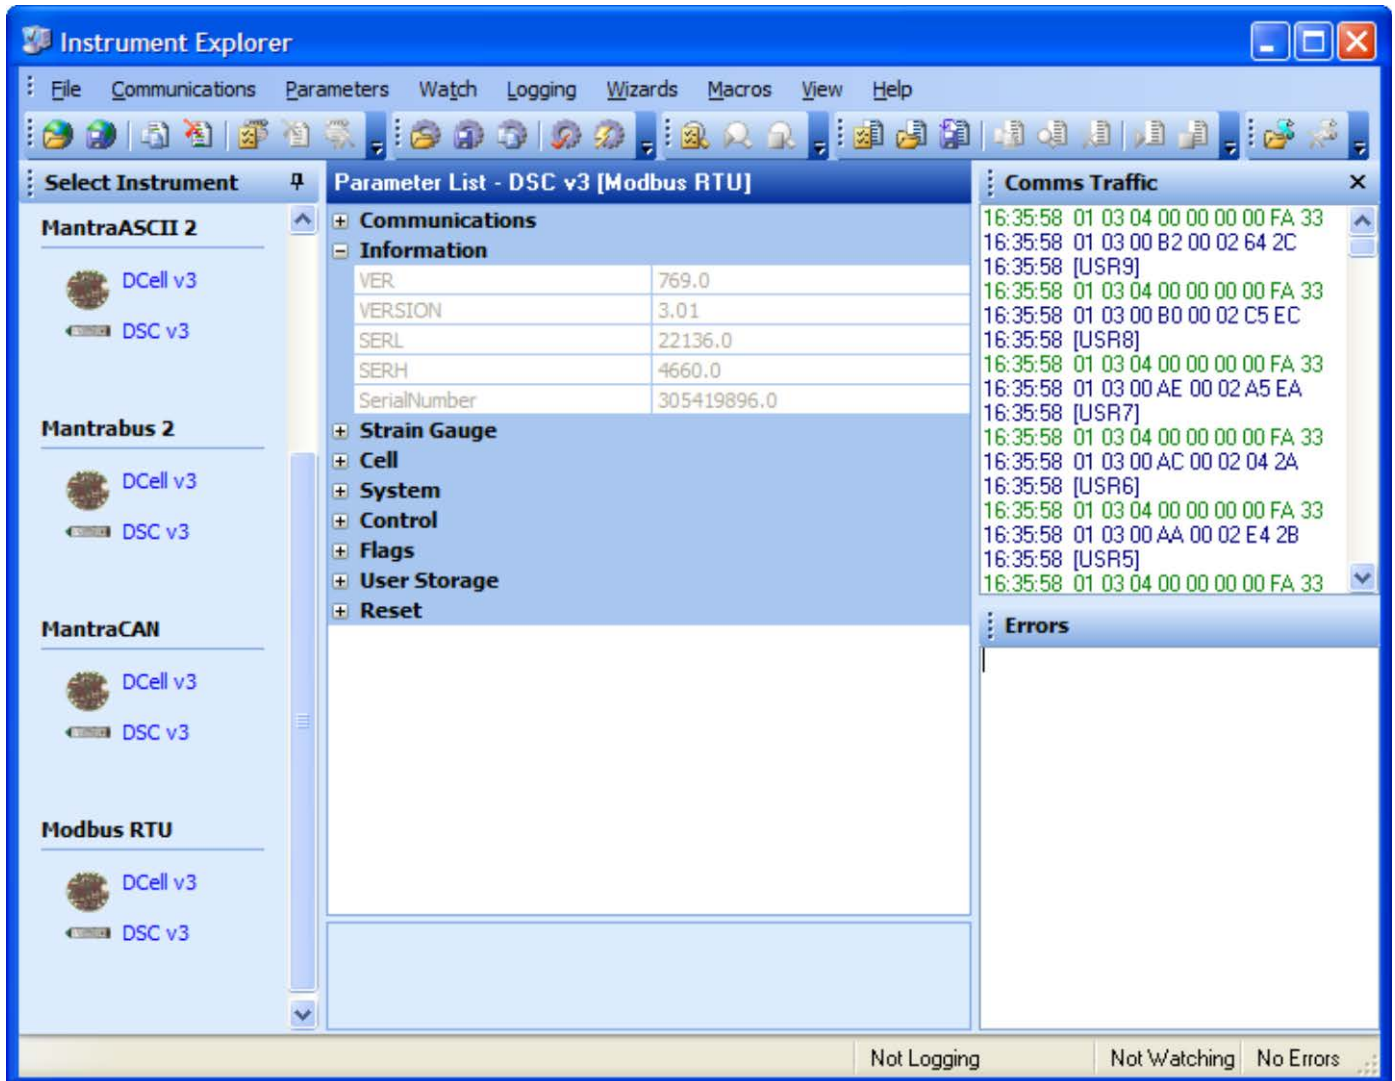 Instrument Explorer
File Communications Parameters Watch Logging Wizards Macros View Help
Select Instrument
MantraASCII 2
DCell v3
DSC v3
Mantrabus 2
DCell v3
DSC v3
MantraCAN
DCell v3
DSC v3
Modbus RTU
DCell v3
DSC v3
Parameter List - DSC v3 [Modbus RTU]
Communications
Information
VER 769.0
VERSION 3.01
SERL 22136.0
SERH 4660.0
SerialNumber 305419896.0
Strain Gauge
Cell
System
Control
Flags
User Storage
Reset
Comms Traffic
16:35:58 01 03 04 00 00 00 00 FA 33
16:35:58 01 03 00 B2 00 02 64 2C
16:35:58 [USR9]
16:35:58 01 03 04 00 00 00 00 FA 33
16:35:58 01 03 00 B0 00 02 C5 EC
16:35:58 [USR8]
16:35:58 01 03 04 00 00 00 00 FA 33
16:35:58 01 03 00 AE 00 02 A5 EA
16:35:58 [USR7]
16:35:58 01 03 04 00 00 00 00 FA 33
16:35:58 01 03 00 AC 00 02 04 2A
16:35:58 [USR6]
16:35:58 01 03 04 00 00 00 00 FA 33
16:35:58 01 03 00 AA 00 02 E4 2B
16:35:58 [USR5]
16:35:58 01 03 04 00 00 00 00 FA 33
Errors
Not Logging Not Watching No Errors